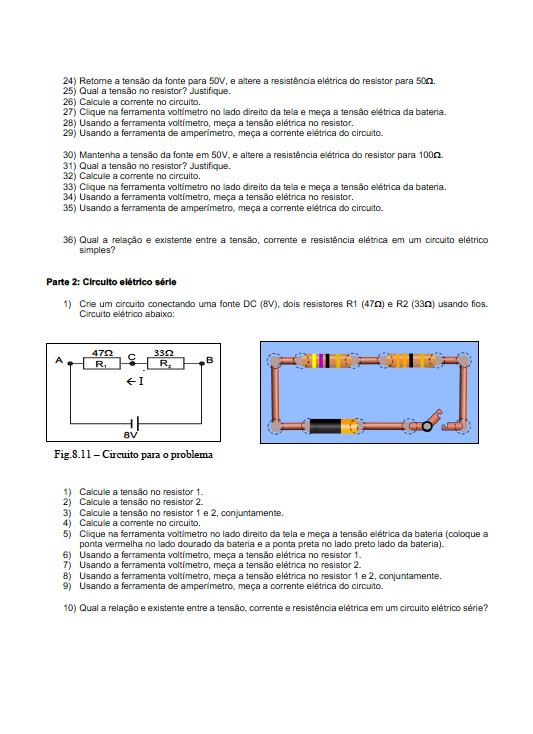 24) Retorne a tensão da fonte para 50V, e altere a resistência elétrica do resistor para 50Ω.
25) Qual a tensão no resistor? Justifique.
26) Calcule a corrente no circuito.
27) Clique na ferramenta voltímetro no lado direito da tela e meça a tensão elétrica da bateria.
28) Usando a ferramenta voltímetro, meça a tensão elétrica no resistor.
29) Usando a ferramenta de amperímetro, meça a corrente elétrica do circuito.
30) Mantenha a tensão da fonte em 50V, e altere a resistência elétrica do resistor para 100Ω.
31) Qual a tensão no resistor? Justifique.
32) Calcule a corrente no circuito.
33) Clique na ferramenta voltímetro no lado direito da tela e meça a tensão elétrica da bateria.
34) Usando a ferramenta voltímetro, meça a tensão elétrica no resistor.
35) Usando a ferramenta de amperímetro, meça a corrente elétrica do circuito.
36) Qual a relação e existente entre a tensão, corrente e resistência elétrica em um circuito elétrico
simples?
Parte 2: Circuito elétrico série
1) Crie um circuito conectando uma fonte DC (8V), dois resistores R1 (47Ω) e R2 (33Ω) usando fios.
Circuito elétrico abaixo:
47Ω 33Ω
A R1 C R2 B
← I
8V
Fig.8.11 – Circuito para o problema
1) Calcule a tensão no resistor 1.
2) Calcule a tensão no resistor 2.
3) Calcule a tensão no resistor 1 e 2, conjuntamente.
4) Calcule a corrente no circuito.
5) Clique na ferramenta voltímetro no lado direito da tela e meça a tensão elétrica da bateria (coloque a
ponta vermelha no lado dourado da bateria e a ponta preta no lado preto lado da bateria).
6) Usando a ferramenta voltímetro, meça a tensão elétrica no resistor 1.
7) Usando a ferramenta voltímetro, meça a tensão elétrica no resistor 2.
8) Usando a ferramenta voltímetro, meça a tensão elétrica no resistor 1 e 2, conjuntamente.
9) Usando a ferramenta de amperímetro, meça a corrente elétrica do circuito.
10) Qual a relação e existente entre a tensão, corrente e resistência elétrica em um circuito elétrico série?